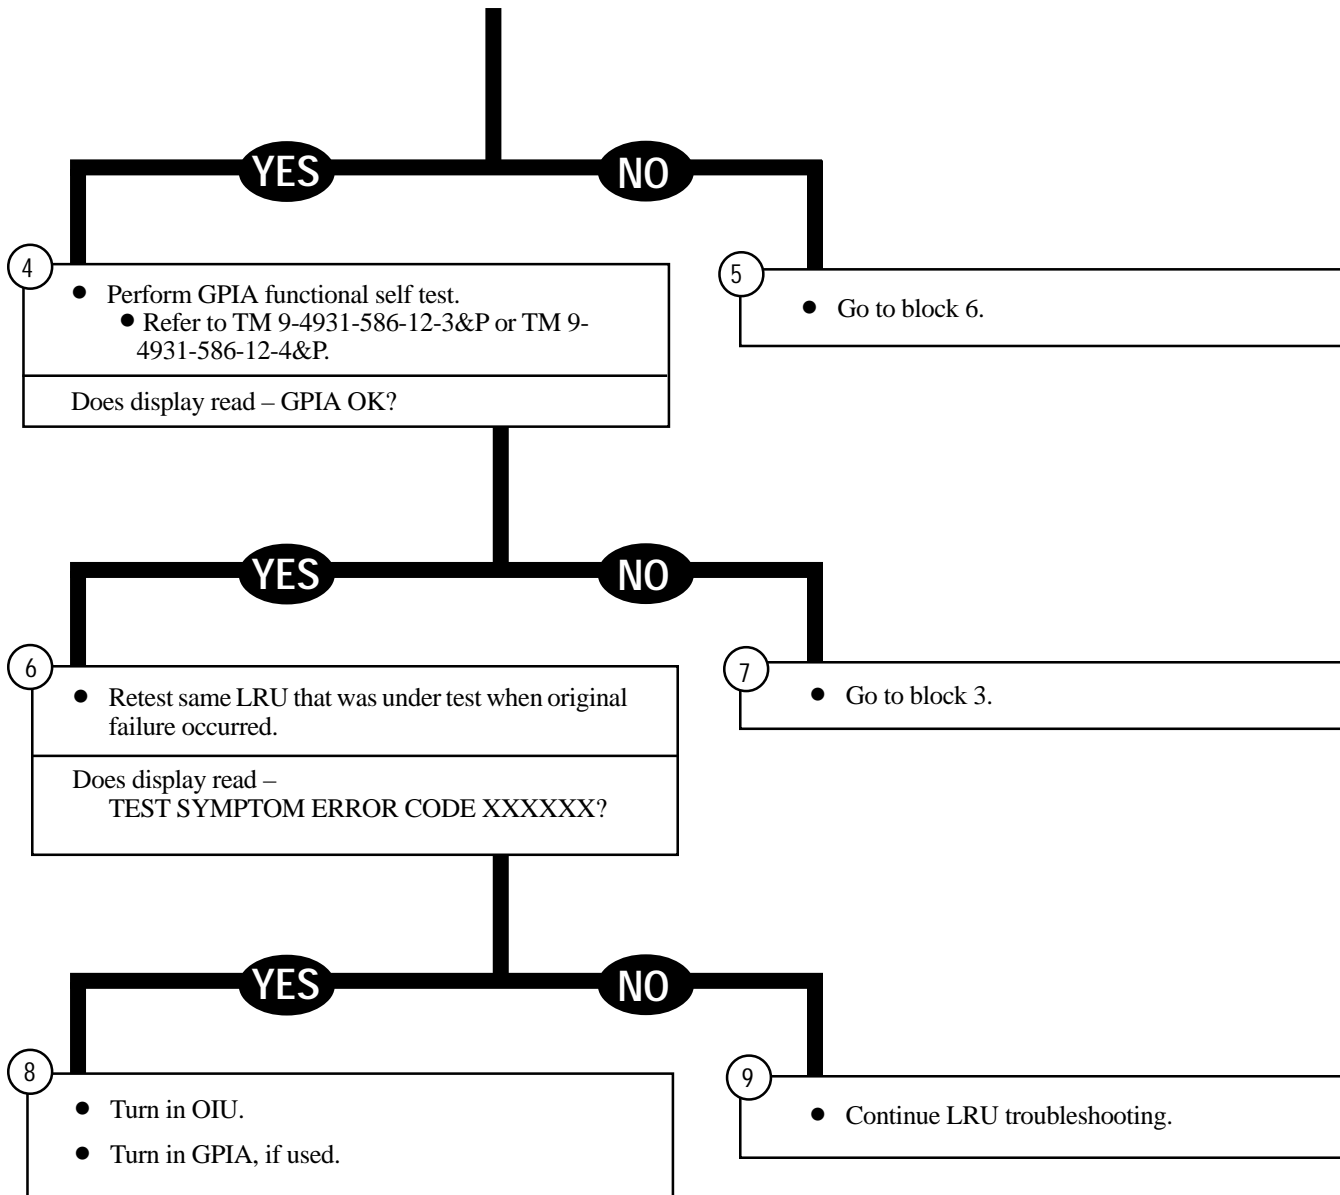 YES
NO
4
● Perform GPIA functional self test.
● Refer to TM 9-4931-586-12-3&P or TM 9-
4931-586-12-4&P.
Does display read – GPIA OK?
5
● Go to block 6.
YES
NO
6
● Retest same LRU that was under test when original
failure occurred.
Does display read –
TEST SYMPTOM ERROR CODE XXXXXX?
7
● Go to block 3.
YES
NO
8
● Turn in OIU.
● Turn in GPIA, if used.
9
● Continue LRU troubleshooting.